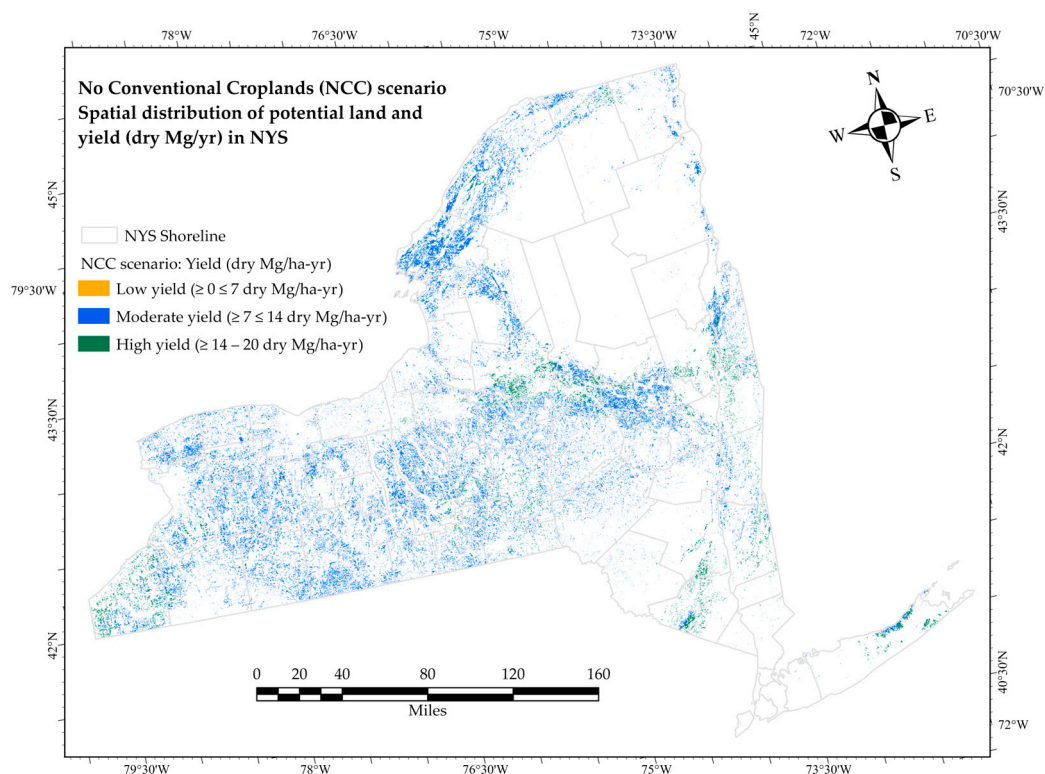 78°W 76°30'W 75°W 73°30'W 45°N 72°W 70°30'W
No Conventional Croplands (NCC) scenario
Spatial distribution of potential land and
yield (dry Mg/yr) in NYS
N
W E
S
70°30'W
45°N
43°30'N
NYS Shoreline
NCC scenario: Yield (dry Mg/ha-yr)
79°30'W
Low yield (≥ 0 ≤ 7 dry Mg/ha-yr)
Moderate yield (≥ 7 ≤ 14 dry Mg/ha-yr)
High yield (≥ 14 – 20 dry Mg/ha-yr)
43°30'N
42°N
42°N
40°30'N
0 20 40 80 120 160
Miles
72°W
79°30'W 78°W 76°30'W 75°W 73°30'W